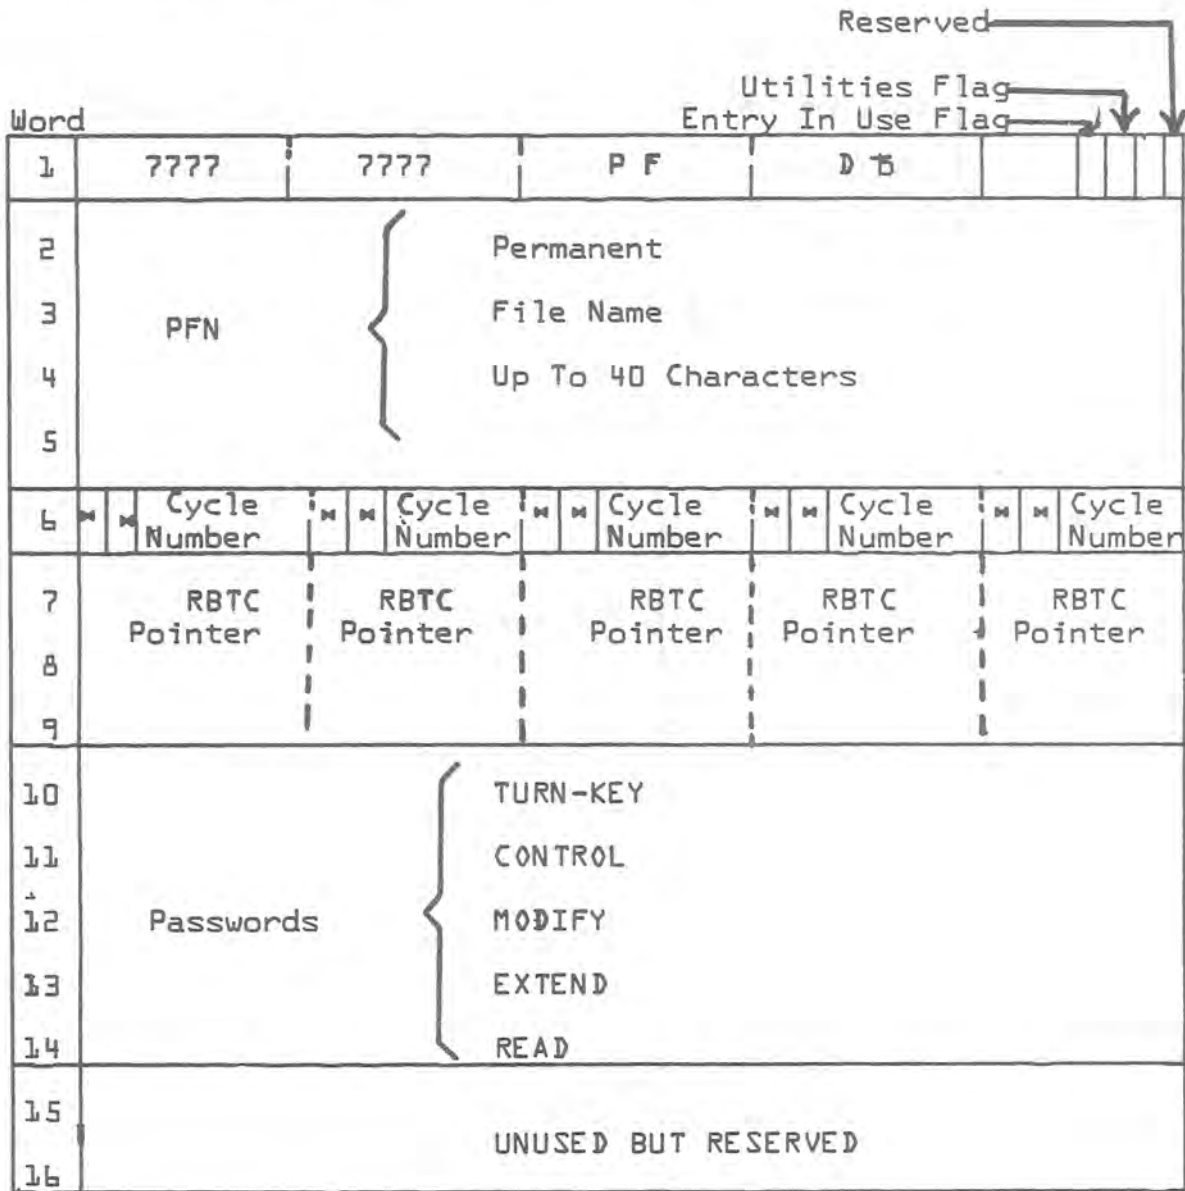 Reserved
Utilities Flag
Word
Entry In Use Flag
1 7777 7777 P F D
2 Permanent
3 File Name
PFN
4 Up To 40 Characters
5
6 Cycle Number Cycle Number Cycle Number Cycle Number Cycle Number
7 RBTC RBTC RBTC RBTC RBTC
Pointer Pointer Pointer Pointer Pointer
8
9
10 TURN-KEY
11 CONTROL
12 Passwords MODIFY
13 EXTEND
14 READ
15
UNUSED BUT RESERVED
16